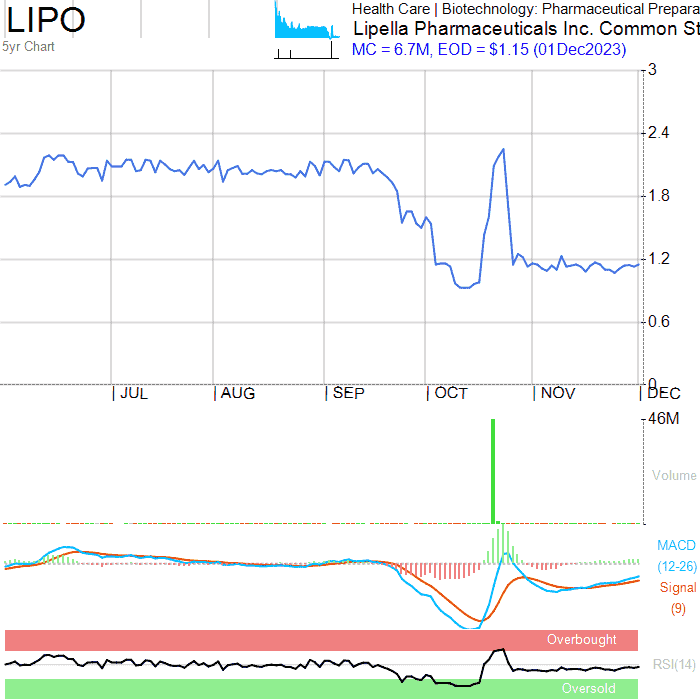 LIPO
5yr Chart
Health Care | Biotechnology: Pharmaceutical Prepara
Lipella Pharmaceuticals Inc. Common St
MC = 6.7M, EOD = $1.15 (01Dec2023)
3
2.4
1.8
1.2
0.6
0
| JUL | AUG | SEP | OCT | NOV | DEC
46M
Volume
MACD
(12-26)
Signal
(9)
Overbought
RSI(14)
Oversold